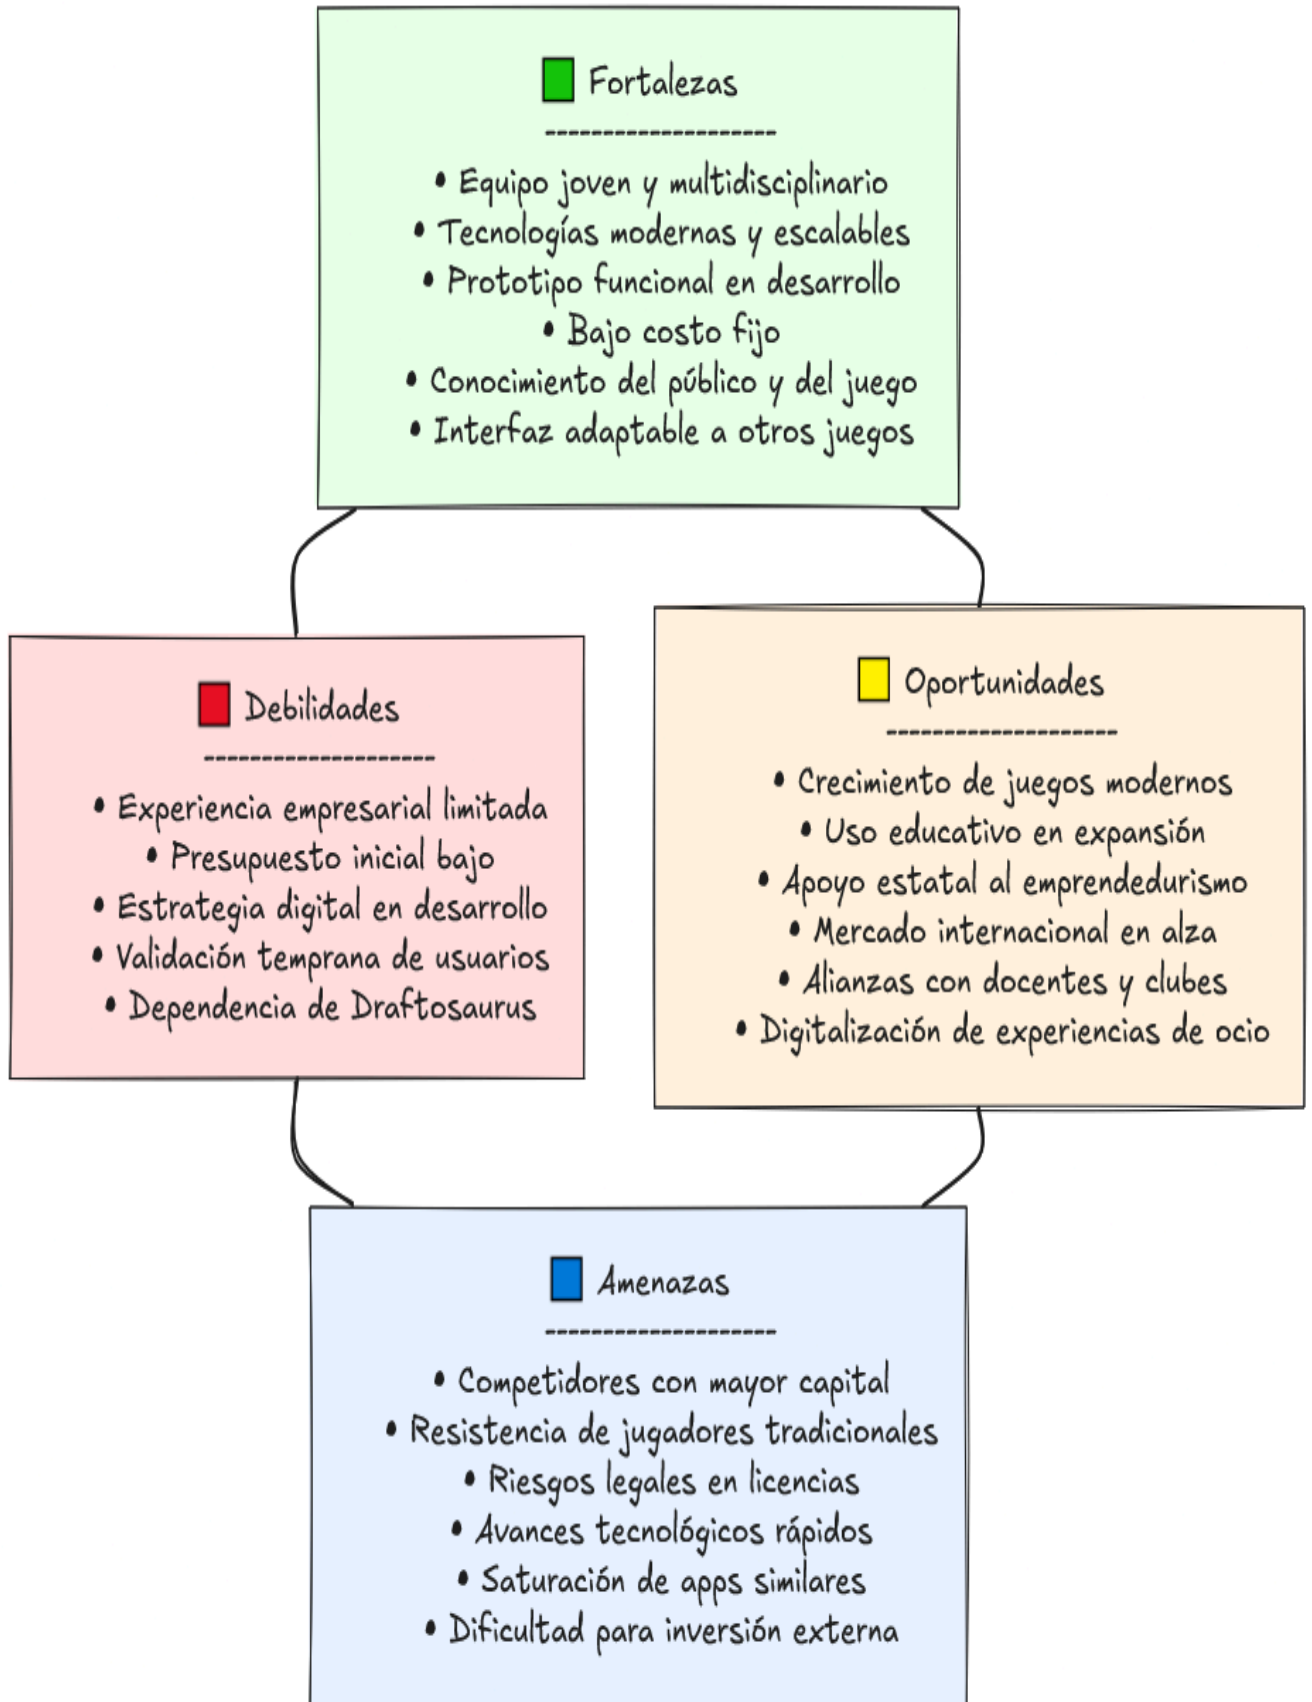 Fortalezas
-------------------
• Equipo joven y multidisciplinario
• Tecnologías modernas y escalables
• Prototipo funcional en desarrollo
• Bajo costo fijo
• Conocimiento del público y del juego
• Interfaz adaptable a otros juegos
Debilidades
-------------------
• Experiencia empresarial limitada
• Presupuesto inicial bajo
• Estrategia digital en desarrollo
• Validación temprana de usuarios
• Dependencia de Draftosaurus
Oportunidades
-------------------
• Crecimiento de juegos modernos
• Uso educativo en expansión
• Apoyo estatal al emprendedurismo
• Mercado internacional en alza
• Alianzas con docentes y clubes
• Digitalización de experiencias de ocio
Amenazas
-------------------
• Competidores con mayor capital
• Resistencia de jugadores tradicionales
• Riesgos legales en licencias
• Avances tecnológicos rápidos
• Saturación de apps similares
• Dificultad para inversión externa